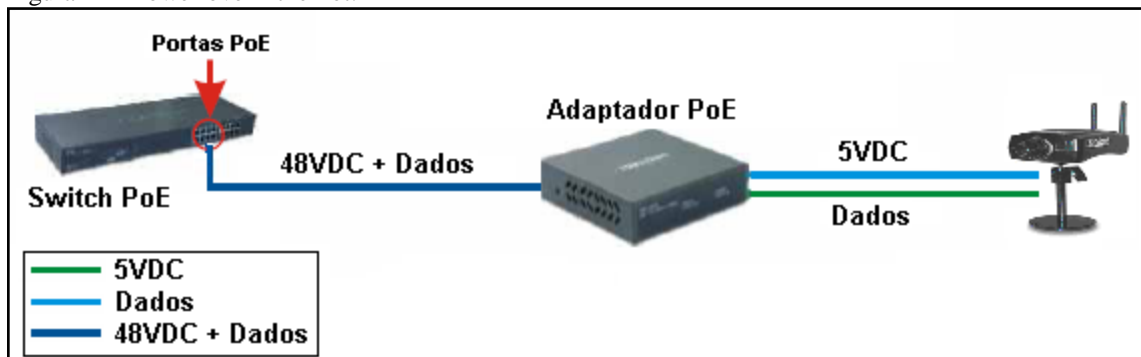 Portas PoE
Adaptador PoE
48VDC + Dados
5VDC
Switch PoE
Dados
5VDC
Dados
48VDC + Dados